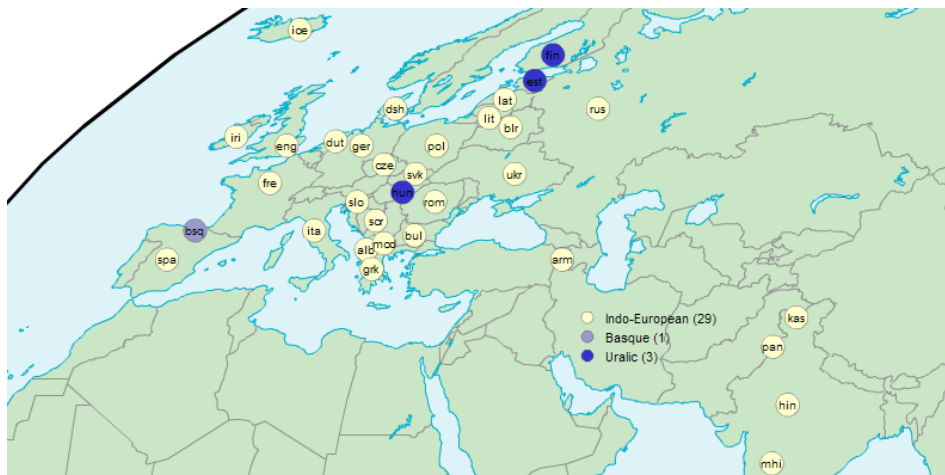 ice
fin
est
lat
dsh
rus
lit
blr
iri
eng
dut
ger
pol
cze
svk
ukr
fre
hun
slo
rom
scr
bsq
ita
bul
mcd
alb
spa
arm
grk
Indo-European (29)
kas
Basque (1)
pan
Uralic (3)
hin
mhi